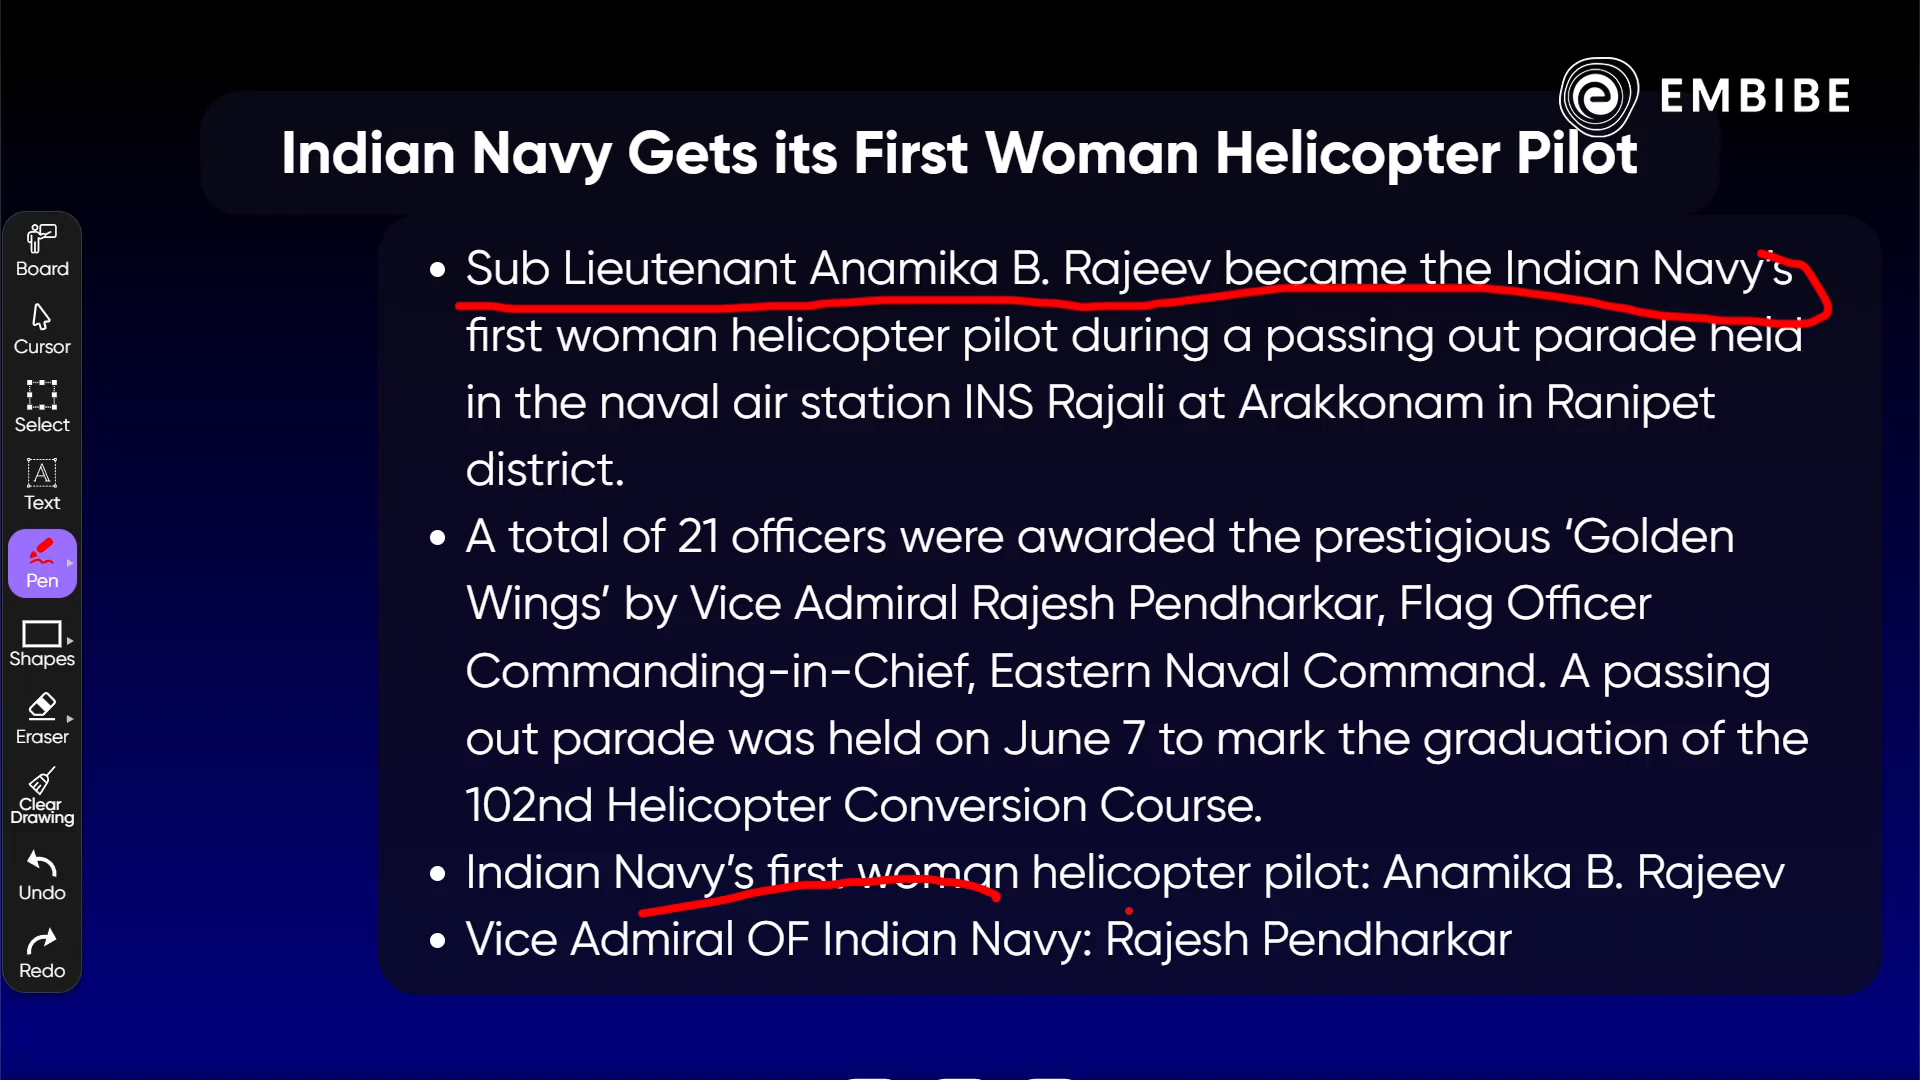 EMBIBE
Indian Navy Gets its First Woman Helicopter Pilot
Board
Cursor
Select
Text
Pen
Shapes
Eraser
Clear
Drawing
Undo
Redo
• Sub Lieutenant Anamika B. Rajeev became the Indian Navy's
first woman helicopter pilot during a passing out parade held
in the naval air station INS Rajali at Arakkonam in Ranipet
district.
• A total of 21 officers were awarded the prestigious ‘Golden
Wings’ by Vice Admiral Rajesh Pendharkar, Flag Officer
Commanding-in-Chief, Eastern Naval Command. A passing
out parade was held on June 7 to mark the graduation of the
102nd Helicopter Conversion Course.
• Indian Navy’s first woman helicopter pilot: Anamika B. Rajeev
• Vice Admiral OF Indian Navy: Rajesh Pendharkar